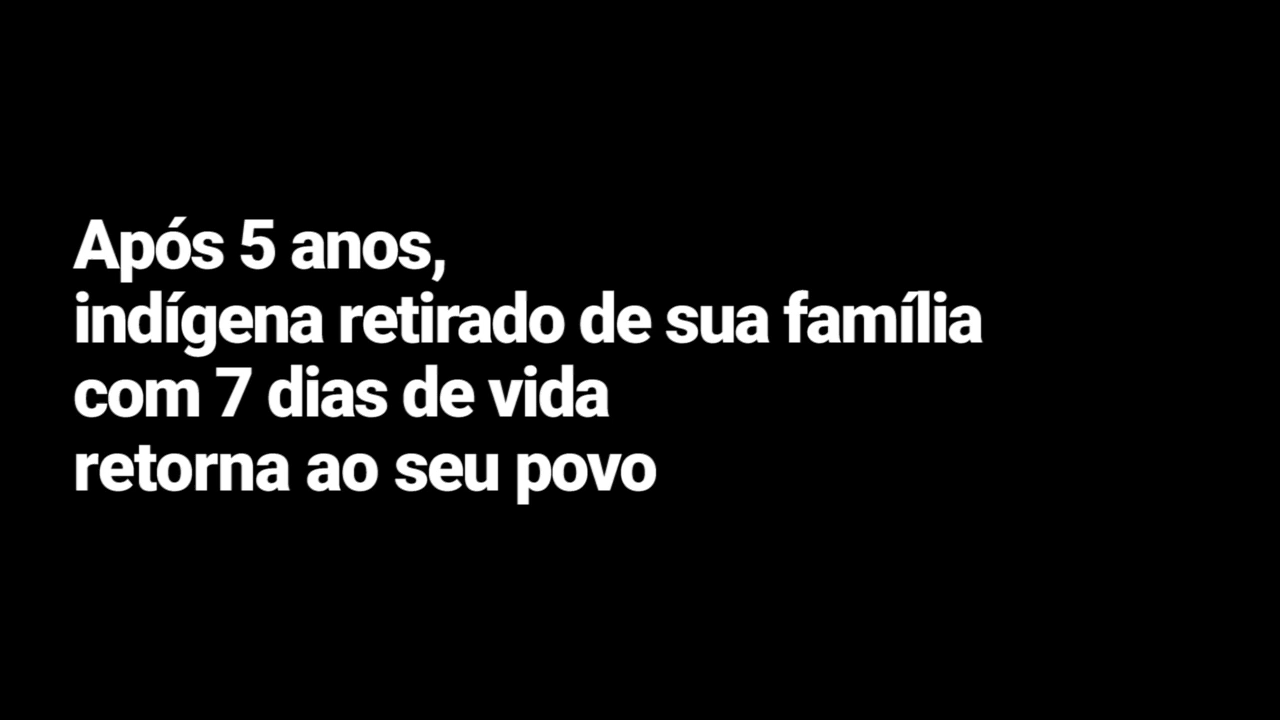 Após 5 anos,
indígena retirado de sua família
com 7 dias de vida
retorna ao seu povo